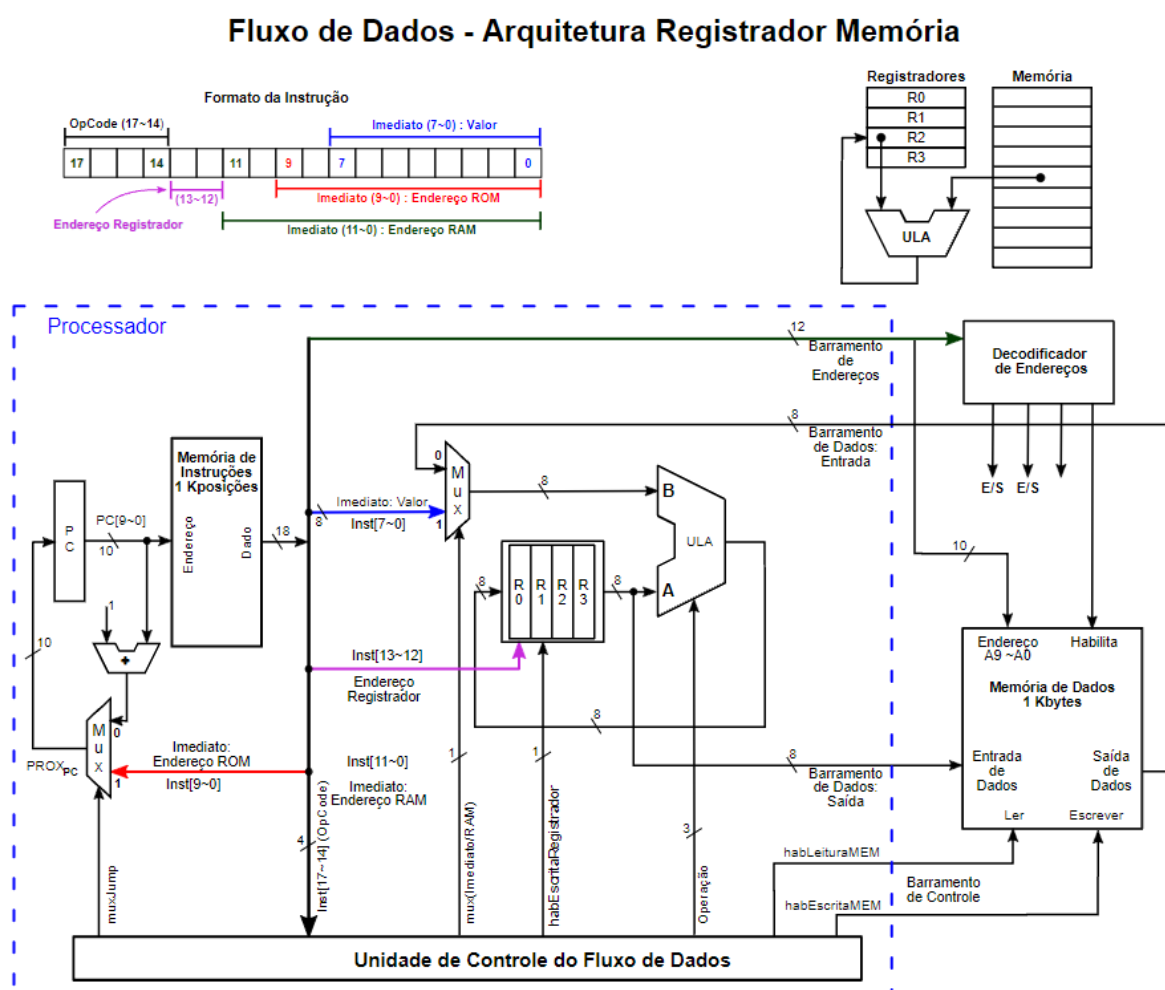 Fluxo de Dados - Arquitetura Registrador Memória
Formato da Instrução
OpCode (17~14)
Imediato (7~0) : Valor
17
14
11
9
7
0
(13~12)
Imediato (9~0) : Endereço ROM
Endereço Registrador
Imediato (11~0) : Endereço RAM
Registradores
R0
R1
R2
R3
Memória
ULA
Processador
12
Barramento
de
Endereços
Decodificador
de Endereços
E/S
E/S
8
Barramento
de Dados:
Entrada
Memória de
Instruções
1 Kposições
Endereço
Dado
P
C
PC[9~0]
10
18
1
+
10
M
u
x
0
1
PROXPC
Imediato:
Endereço ROM
Inst[9~0]
Imediato: Valor
8
Inst[7~0]
0
M
u
x
1
8
B
ULA
A
8
R
0
R
1
R
2
R
3
8
Inst[13~12]
Endereço
Registrador
8
10
Endereço
A9 ~A0
Habilita
Memória de Dados
1 Kbytes
Entrada
de
Dados
Saída
de
Dados
Ler
Escrever
Inst[11~0]
Imediato:
Endereço RAM
1
1
8
Barramento
de Dados:
Saída
4
3
muxJump
Inst[17~14] (OpCode)
mux(Imediato/RAM)
habEscritaRegistrador
Operação
habLeituraMEM
habEscritaMEM
Barramento
de Controle
Unidade de Controle do Fluxo de Dados